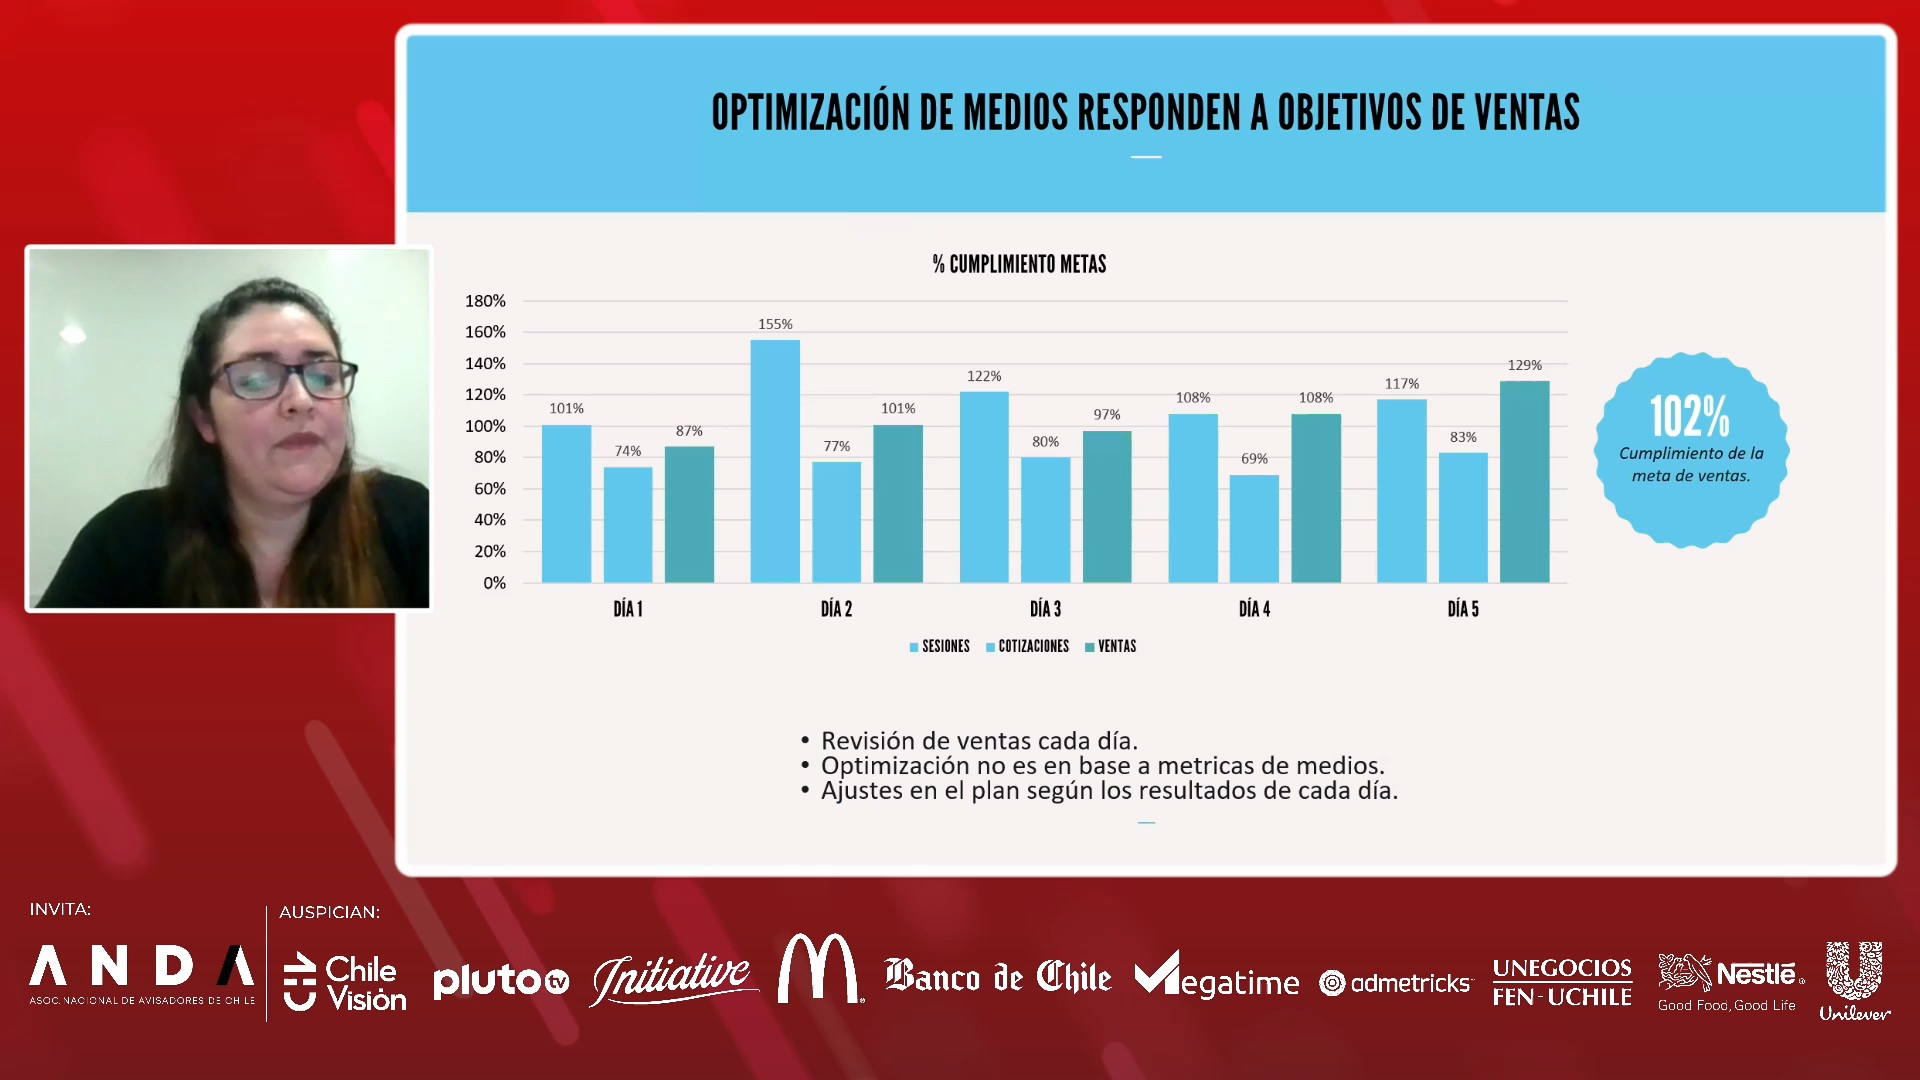 OPTIMIZACIÓN DE MEDIOS RESPONDEN A OBJETIVOS DE VENTAS
% CUMPLIMIENTO METAS
180%
160%
140%
120%
100%
80%
60%
40%
20%
0%
101%
74%
87%
155%
77%
101%
122%
80%
97%
108%
69%
108%
117%
83%
129%
DÍA 1
DÍA 2
DÍA 3
DÍA 4
DÍA 5
SESIONES COTIZACIONES VENTAS
102%
Cumplimiento de la
meta de ventas.
• Revisión de ventas cada día.
• Optimización no es en base a metricas de medios.
• Ajustes en el plan según los resultados de cada día.
INVITA:
ANDA
ASOC. NACIONAL DE AVISADORES DE CHILE
AUSPICIAN:
CHV
Chile
Visión
pluto tv
Initiative
Banco de Chile
Megatime
admetricks
UNEGOCIOS
FEN-UCHILE
Nestlé
Good Food, Good Life
Unilever